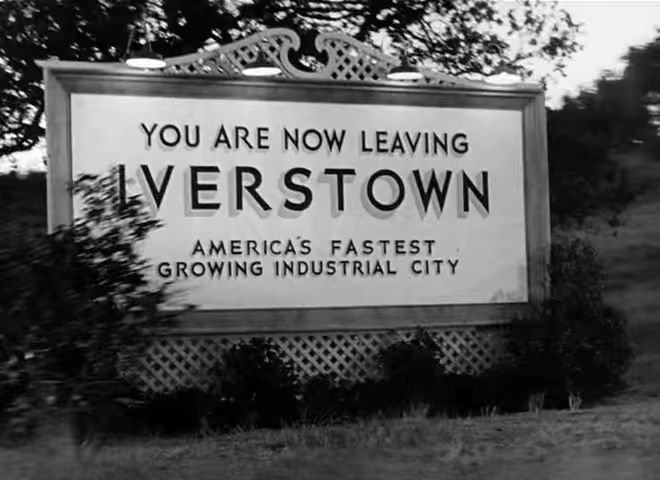 YOU ARE NOW LEAVING
IVERSTOWN
AMERICA'S FASTEST
GROWING INDUSTRIAL CITY